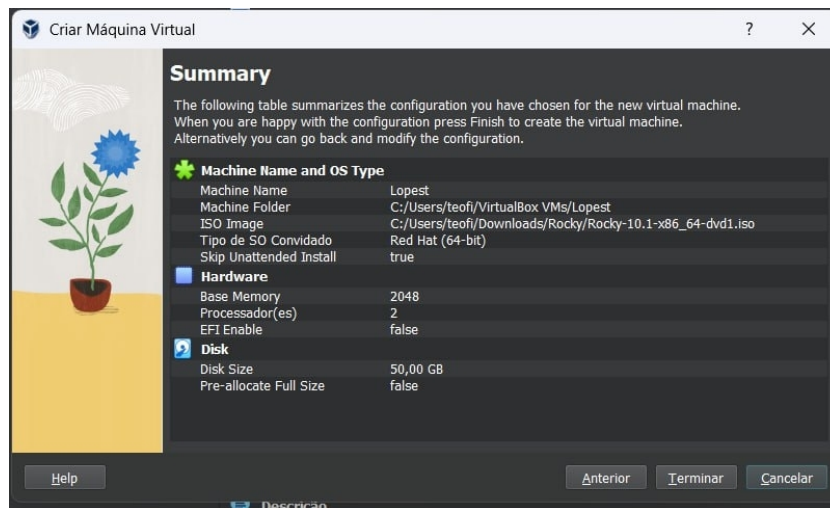 Criar Máquina Virtual
Summary
The following table summarizes the configuration you have chosen for the new virtual machine.
When you are happy with the configuration press Finish to create the virtual machine.
Alternatively you can go back and modify the configuration.
Machine Name and OS Type
Machine Name Lopest
Machine Folder C:/Users/teofi/VirtualBox VMs/Lopest
ISO Image C:/Users/teofi/Downloads/Rocky/Rocky-10.1-x86_64-dvd1.iso
Tipo de SO Convidado Red Hat (64-bit)
Skip Unattended Install true
Hardware
Base Memory 2048
Processador(es) 2
EFI Enable false
Disk
Disk Size 50,00 GB
Pre-allocate Full Size false
Help Anterior Terminar Cancelar
Descrição